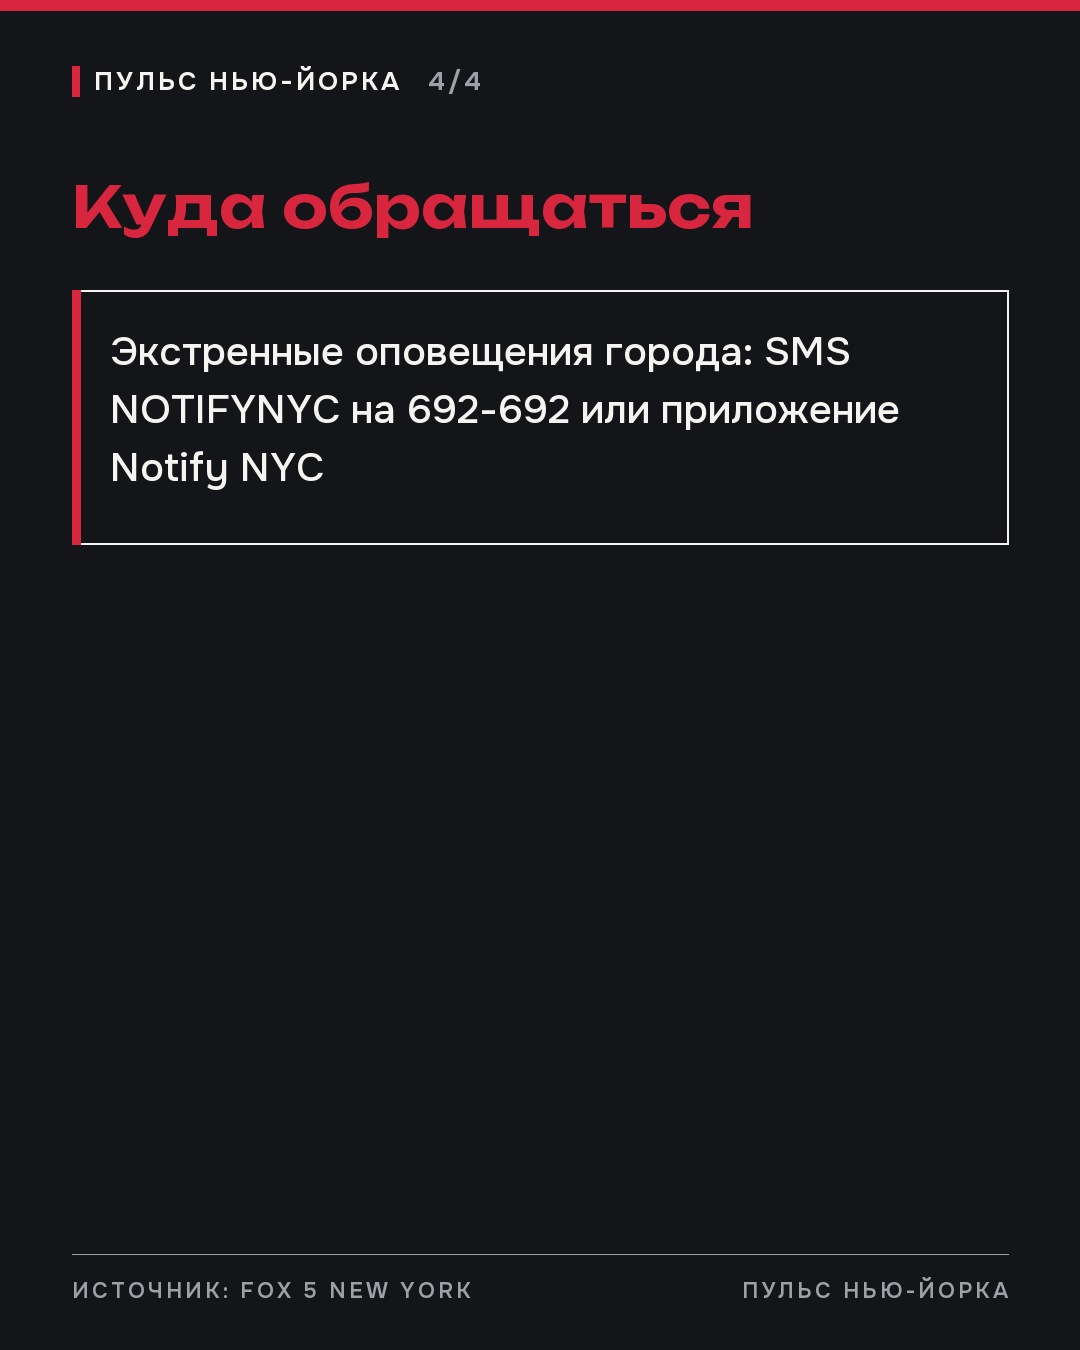 ПУЛЬС НЬЮ-ЙОРКА 4/4
Куда обращаться
Экстренные оповещения города: SMS
NOTIFYNYC на 692-692 или приложение
Notify NYC
ИСТОЧНИК: FOX 5 NEW YORK ПУЛЬС НЬЮ-ЙОРКА